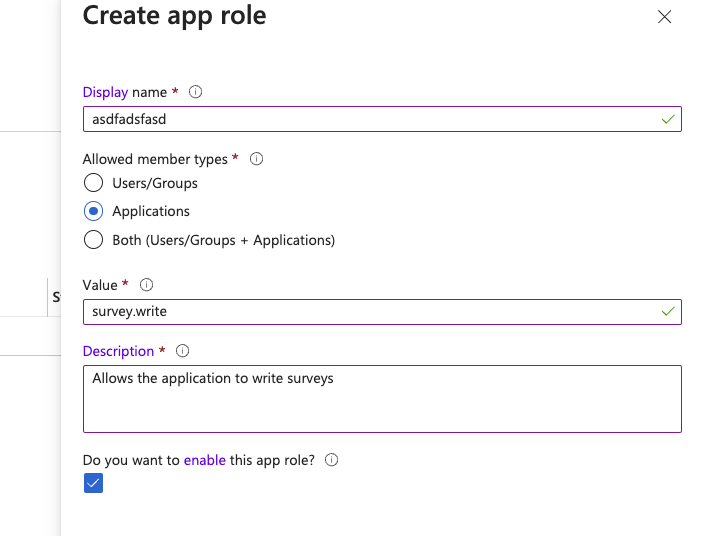 Create app role
Display name *
asdfadsfasd
Allowed member types *
Users/Groups
Applications
Both (Users/Groups + Applications)
Value *
survey.write
Description *
Allows the application to write surveys
Do you want to enable this app role?